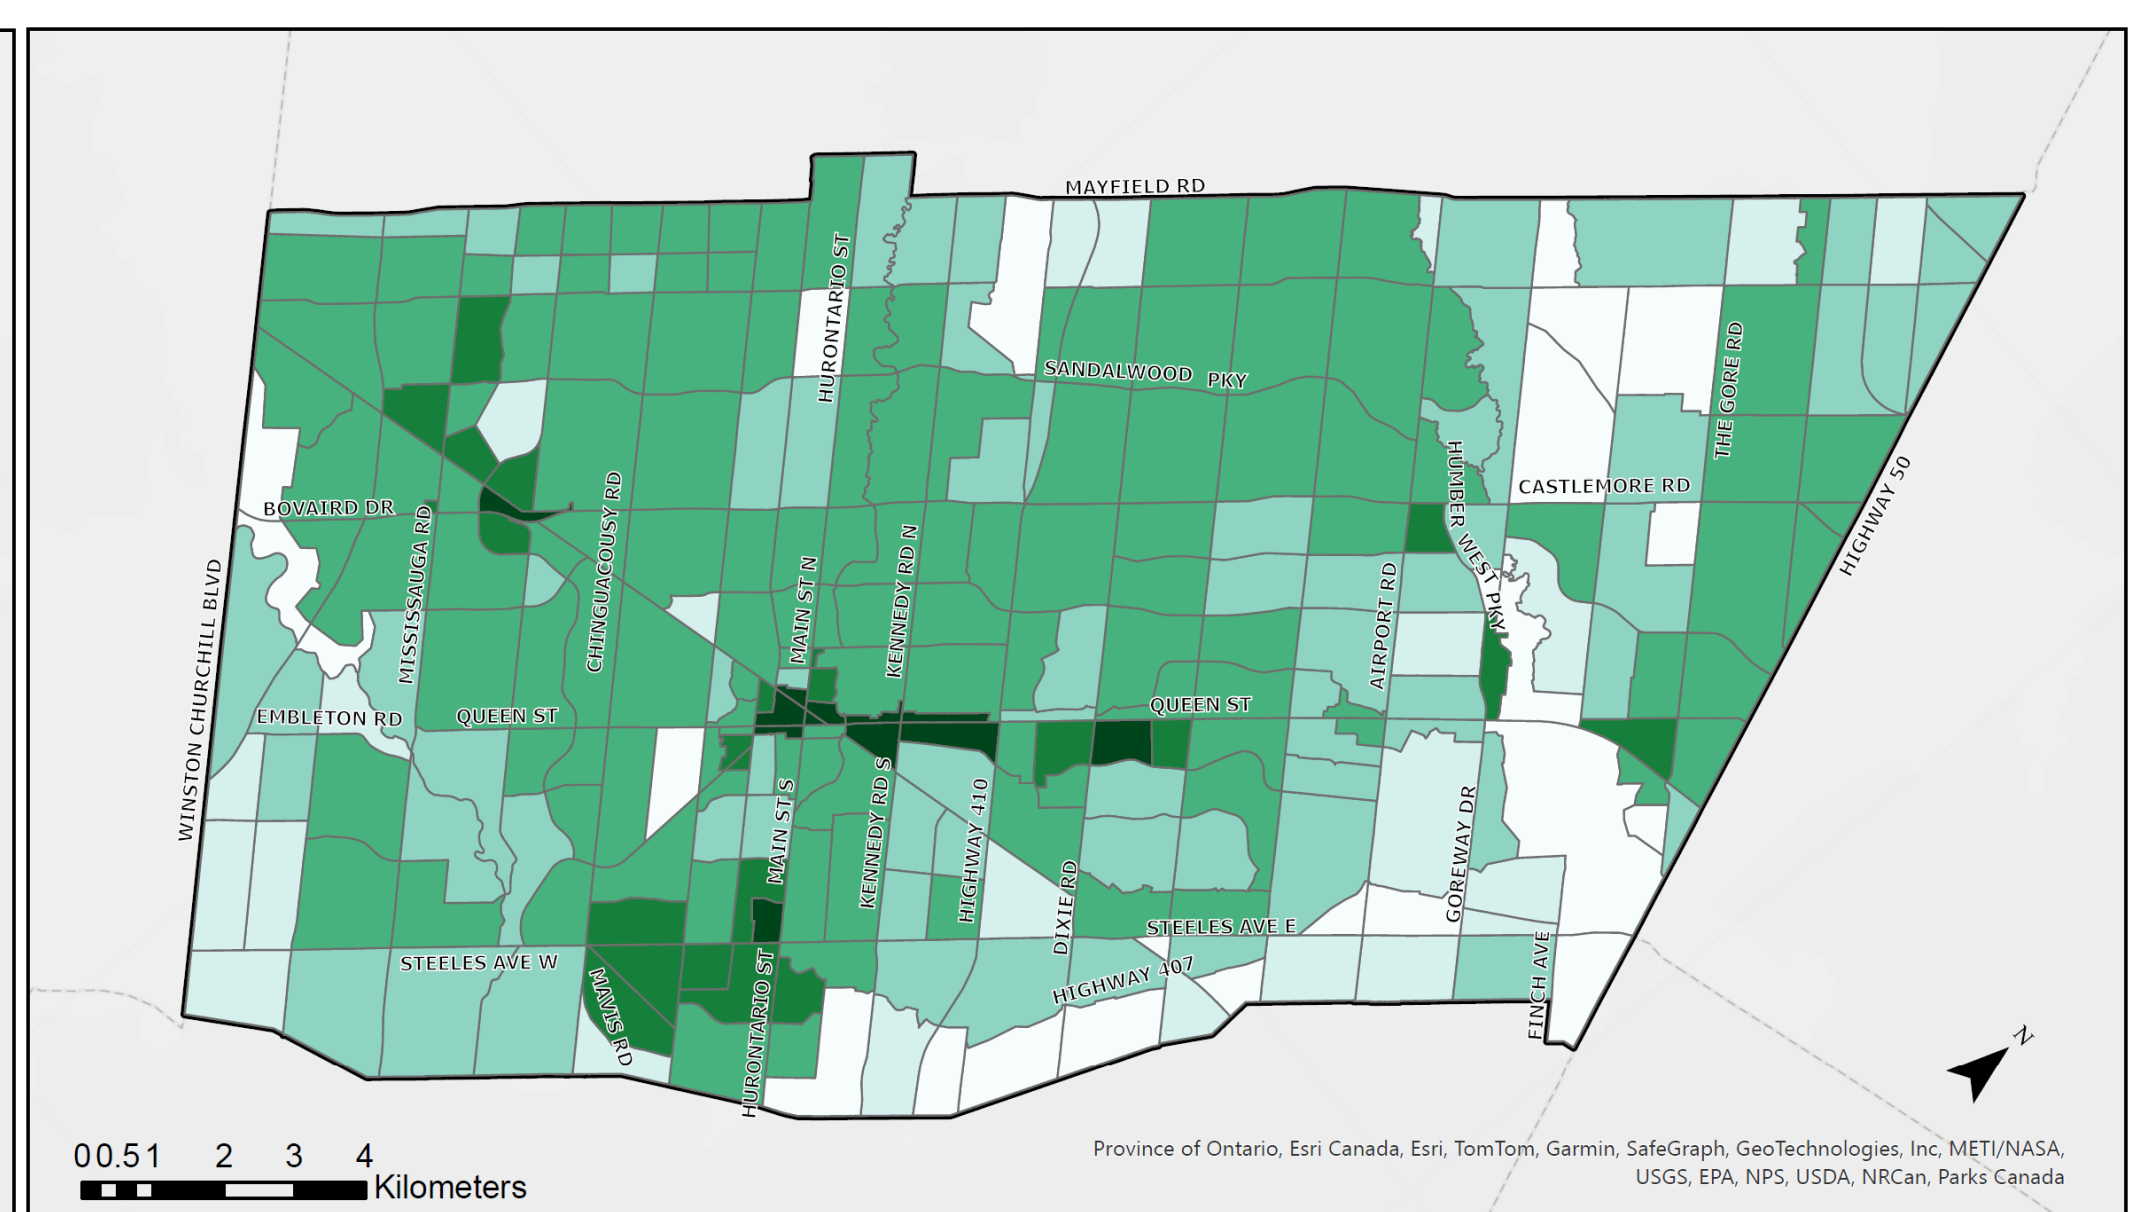 MAYFIELD RD
HURONTARIO ST
SANDALWOOD PKY
THE GORE RD
HUMBER WEST PKY
CASTLEMORE RD
HIGHWAY 50
BOVAIRD DR
MISSISSAUGA RD
CHINGUACOUSY RD
MAIN ST N
KENNEDY RD N
AIRPORT RD
WINSTON CHURCHILL BLVD
EMBLETON RD
QUEEN ST
QUEEN ST
MAIN ST S
KENNEDY RD S
HIGHWAY 410
DIXIE RD
GOREWAY DR
STEELES AVE E
STEELES AVE W
MAVIS RD
HURONTARIO ST
HIGHWAY 407
FINCH AVE
N
0 0.5 1 2 3 4
Kilometers
Province of Ontario, Esri Canada, Esri, TomTom, Garmin, SafeGraph, GeoTechnologies, Inc, METI/NASA,
USGS, EPA, NPS, USDA, NRCan, Parks Canada